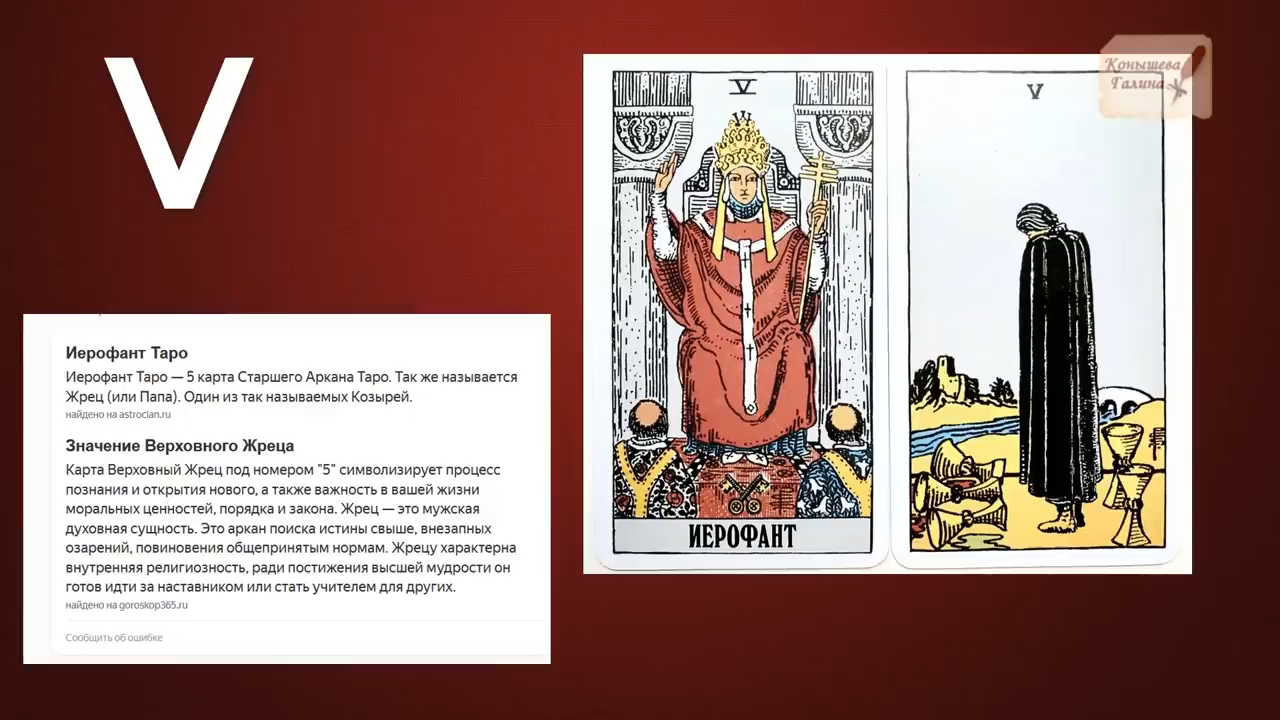 V
Конышева
Галина
V
V
ИЕРОФАНТ
Иерофант Таро
Иерофант Таро — 5 карта Старшего Аркана Таро. Так же называется
Жрец (или Папа). Один из так называемых Козырей.
найдено на astroclan.ru
Значение Верховного Жреца
Карта Верховный Жрец под номером "5" символизирует процесс
познания и открытия нового, а также важность в вашей жизни
моральных ценностей, порядка и закона. Жрец — это мужская
духовная сущность. Это аркан поиска истины свыше, внезапных
озарений, повиновения общепринятым нормам. Жрецу характерна
внутренняя религиозность, ради постижения высшей мудрости он
готов идти за наставником или стать учителем для других.
найдено на goroskop365.ru
Сообщить об ошибке